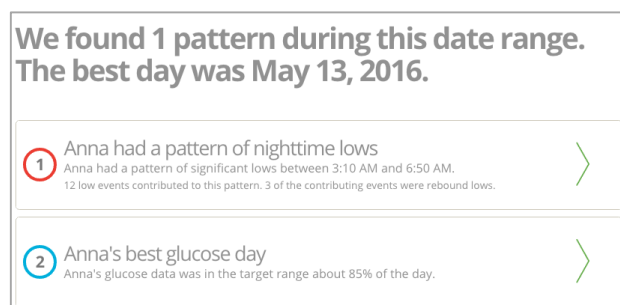 We found 1 pattern during this date range.
The best day was May 13, 2016.
1
Anna had a pattern of nighttime lows
Anna had a pattern of significant lows between 3:10 AM and 6:50 AM.
12 low events contributed to this pattern. 3 of the contributing events were rebound lows.
2
Anna's best glucose day
Anna's glucose data was in the target range about 85% of the day.